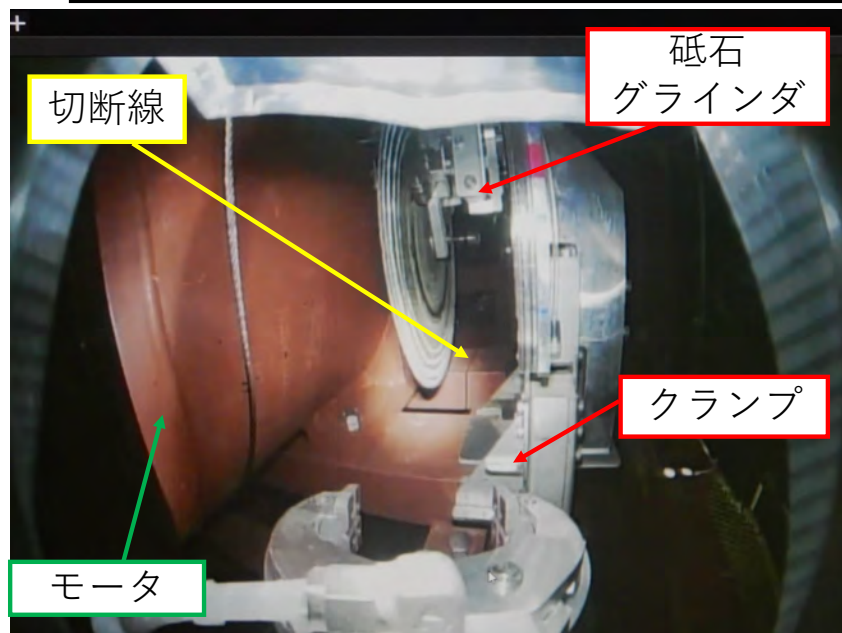 砥石
グラインダ
切断線
クランプ
モータ